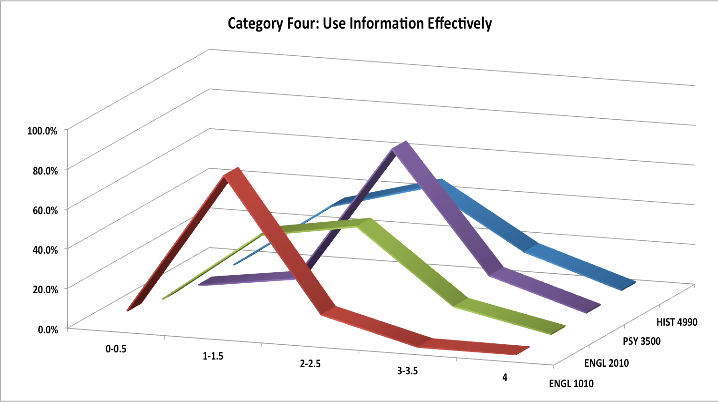 Category Four: Use Information Effectively
100.0%
80.0%
60.0%
40.0%
20.0%
0.0%
0-0.5
1-1.5
2-2.5
3-3.5
4
ENGL 1010
ENGL 2010
PSY 3500
HIST 4990